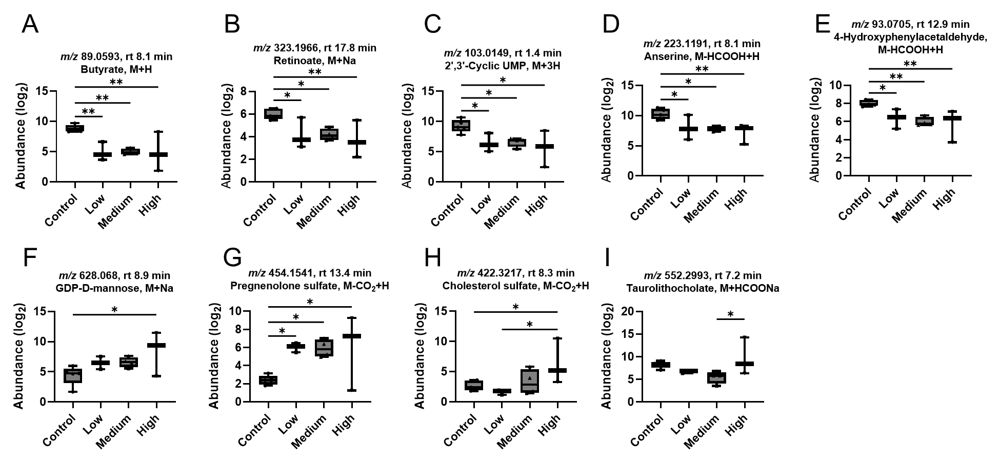 A
m/z 89.0593, rt 8.1 min
Butyrate, M+H
Abundance (log2)
15
10
5
0
**
**
**
Control
Low
Medium
High
B
m/z 323.1966, rt 17.8 min
Retinoate, M+Na
Abundance (log2)
8
6
4
2
0
**
*
*
Control
Low
Medium
High
C
m/z 103.0149, rt 1.4 min
2',3'-Cyclic UMP, M+3H
Abundance (log2)
15
10
5
0
*
*
*
Control
Low
Medium
High
D
m/z 223.1191, rt 8.1 min
Anserine, M-HCOOH+H
Abundance (log2)
15
10
5
0
**
*
*
Control
Low
Medium
High
E
m/z 93.0705, rt 12.9 min
4-Hydroxyphenylacetaldehyde,
M-HCOOH+H
Abundance (log2)
10
8
6
4
2
0
**
**
*
Control
Low
Medium
High
F
m/z 628.068, rt 8.9 min
GDP-D-mannose, M+Na
Abundance (log2)
15
10
5
0
*
Control
Low
Medium
High
G
m/z 454.1541, rt 13.4 min
Pregnenolone sulfate, M-CO2+H
Abundance (log2)
10
8
6
4
2
0
*
*
*
Control
Low
Medium
High
H
m/z 422.3217, rt 8.3 min
Cholesterol sulfate, M-CO2+H
Abundance (log2)
15
10
5
0
*
*
Control
Low
Medium
High
I
m/z 552.2993, rt 7.2 min
Taurolithocholate, M+HCOONa
Abundance (log2)
20
15
10
5
0
*
Control
Low
Medium
High